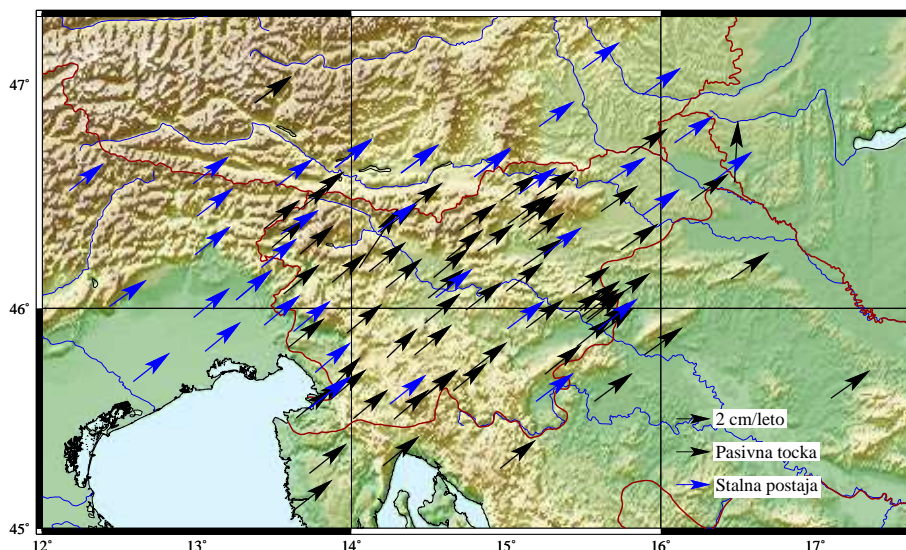 47°
46°
45°
2 cm/leto
Pasivna tocka
Stalna postaja
12° 13° 14° 15° 16° 17°